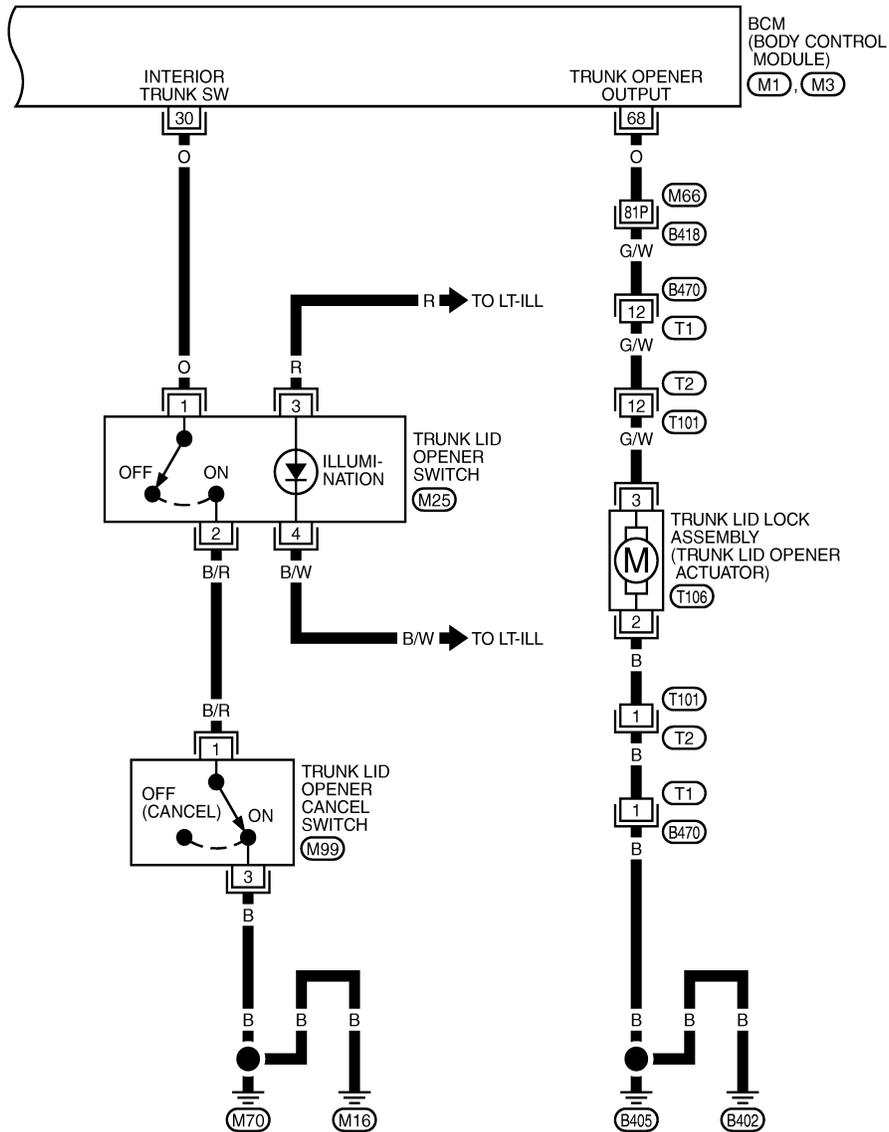 BCM
(BODY CONTROL
MODULE)
M1 , M3
INTERIOR
TRUNK SW
TRUNK OPENER
OUTPUT
30
68
O
O
M66
81P
B418
G/W
B470
12
T1
G/W
R TO LT-ILL
O
R
T2
12
T101
G/W
1
3
TRUNK LID
OPENER
SWITCH
M25
OFF
ON
ILLUMI-
NATION
2
4
B/R
B/W
3
TRUNK LID LOCK
ASSEMBLY
(TRUNK LID OPENER
ACTUATOR)
T106
M
2
B/W TO LT-ILL
B
B/R
T101
1
T2
B
1
TRUNK LID
OPENER
CANCEL
SWITCH
M99
OFF
(CANCEL)
ON
3
T1
1
B470
B
B
B
B
B
B
B
B
M70
M16
B405
B402